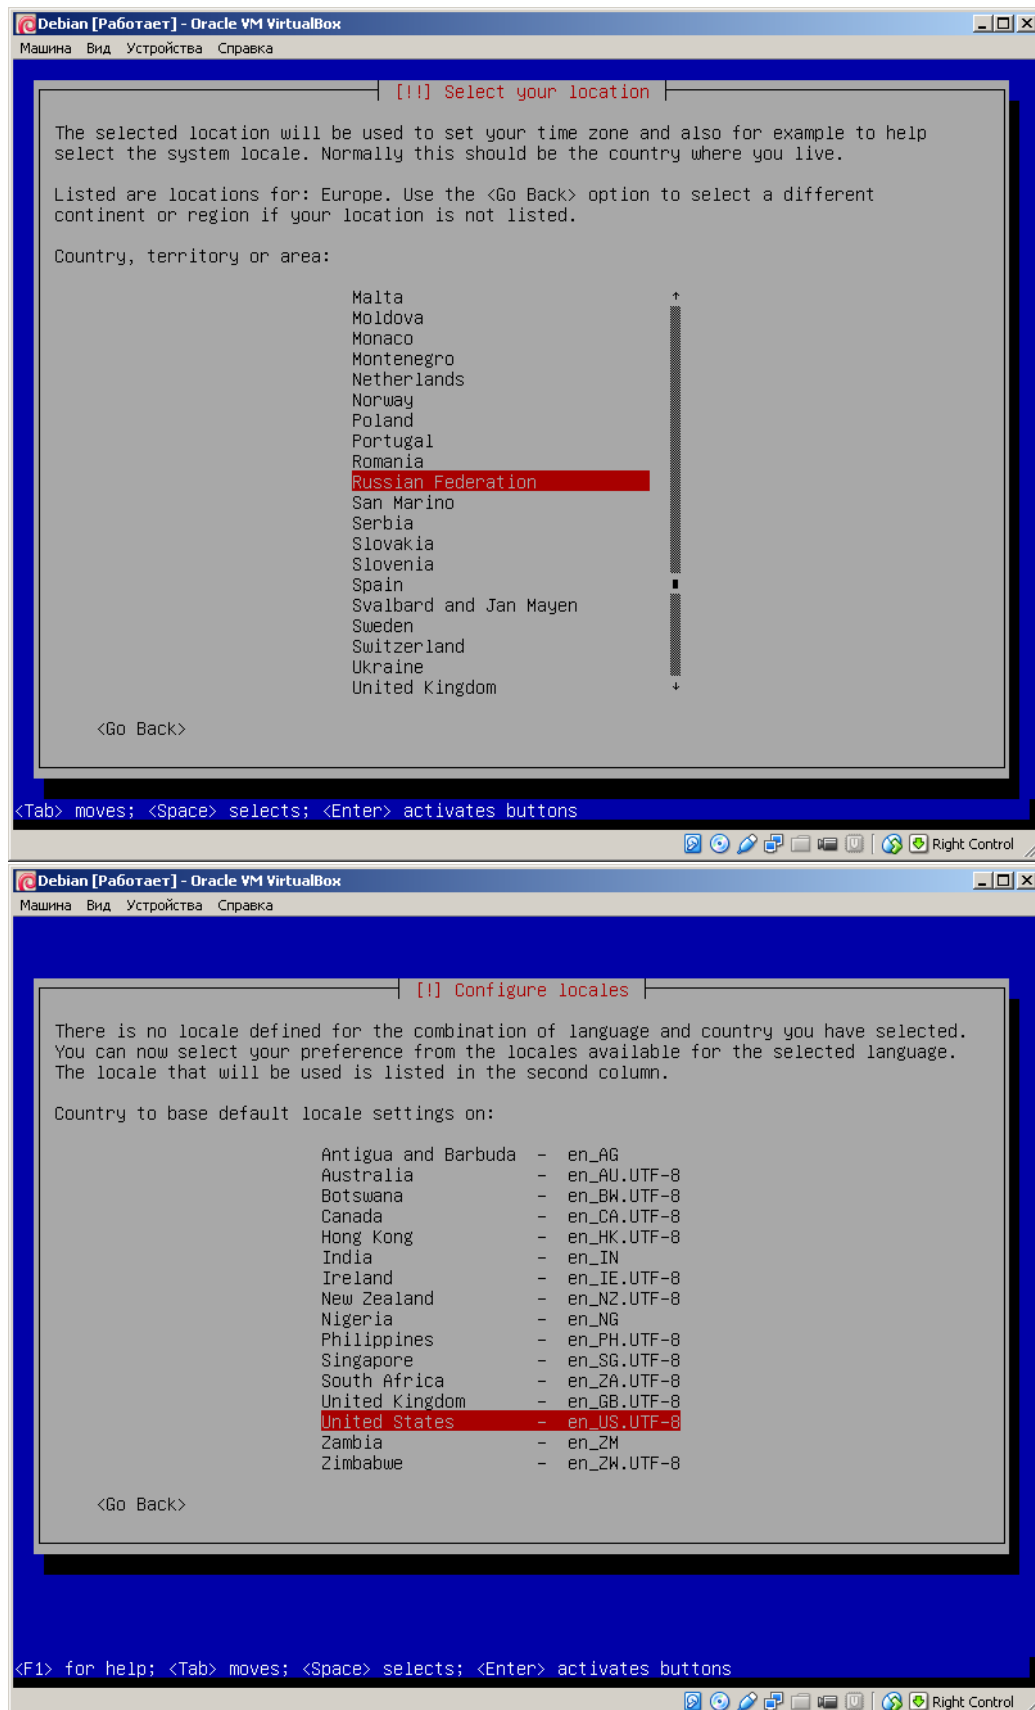 Debian [Работает] - Oracle VM VirtualBox
Машина Вид Устройства Справка
[!!] Select your location
The selected location will be used to set your time zone and also for example to help
select the system locale. Normally this should be the country where you live.
Listed are locations for: Europe. Use the <Go Back> option to select a different
continent or region if your location is not listed.
Country, territory or area:
Malta
Moldova
Monaco
Montenegro
Netherlands
Norway
Poland
Portugal
Romania
Russian Federation
San Marino
Serbia
Slovakia
Slovenia
Spain
Svalbard and Jan Mayen
Sweden
Switzerland
Ukraine
United Kingdom
<Go Back>
<Tab> moves; <Space> selects; <Enter> activates buttons
Right Control
Debian [Работает] - Oracle VM VirtualBox
Машина Вид Устройства Справка
[!] Configure locales
There is no locale defined for the combination of language and country you have selected.
You can now select your preference from the locales available for the selected language.
The locale that will be used is listed in the second column.
Country to base default locale settings on:
Antigua and Barbuda - en_AG
Australia - en_AU.UTF-8
Botswana - en_BW.UTF-8
Canada - en_CA.UTF-8
Hong Kong - en_HK.UTF-8
India - en_IN
Ireland - en_IE.UTF-8
New Zealand - en_NZ.UTF-8
Nigeria - en_NG
Philippines - en_PH.UTF-8
Singapore - en_SG.UTF-8
South Africa - en_ZA.UTF-8
United Kingdom - en_GB.UTF-8
United States - en_US.UTF-8
Zambia - en_ZM
Zimbabwe - en_ZW.UTF-8
<Go Back>
<F1> for help; <Tab> moves; <Space> selects; <Enter> activates buttons
Right Control